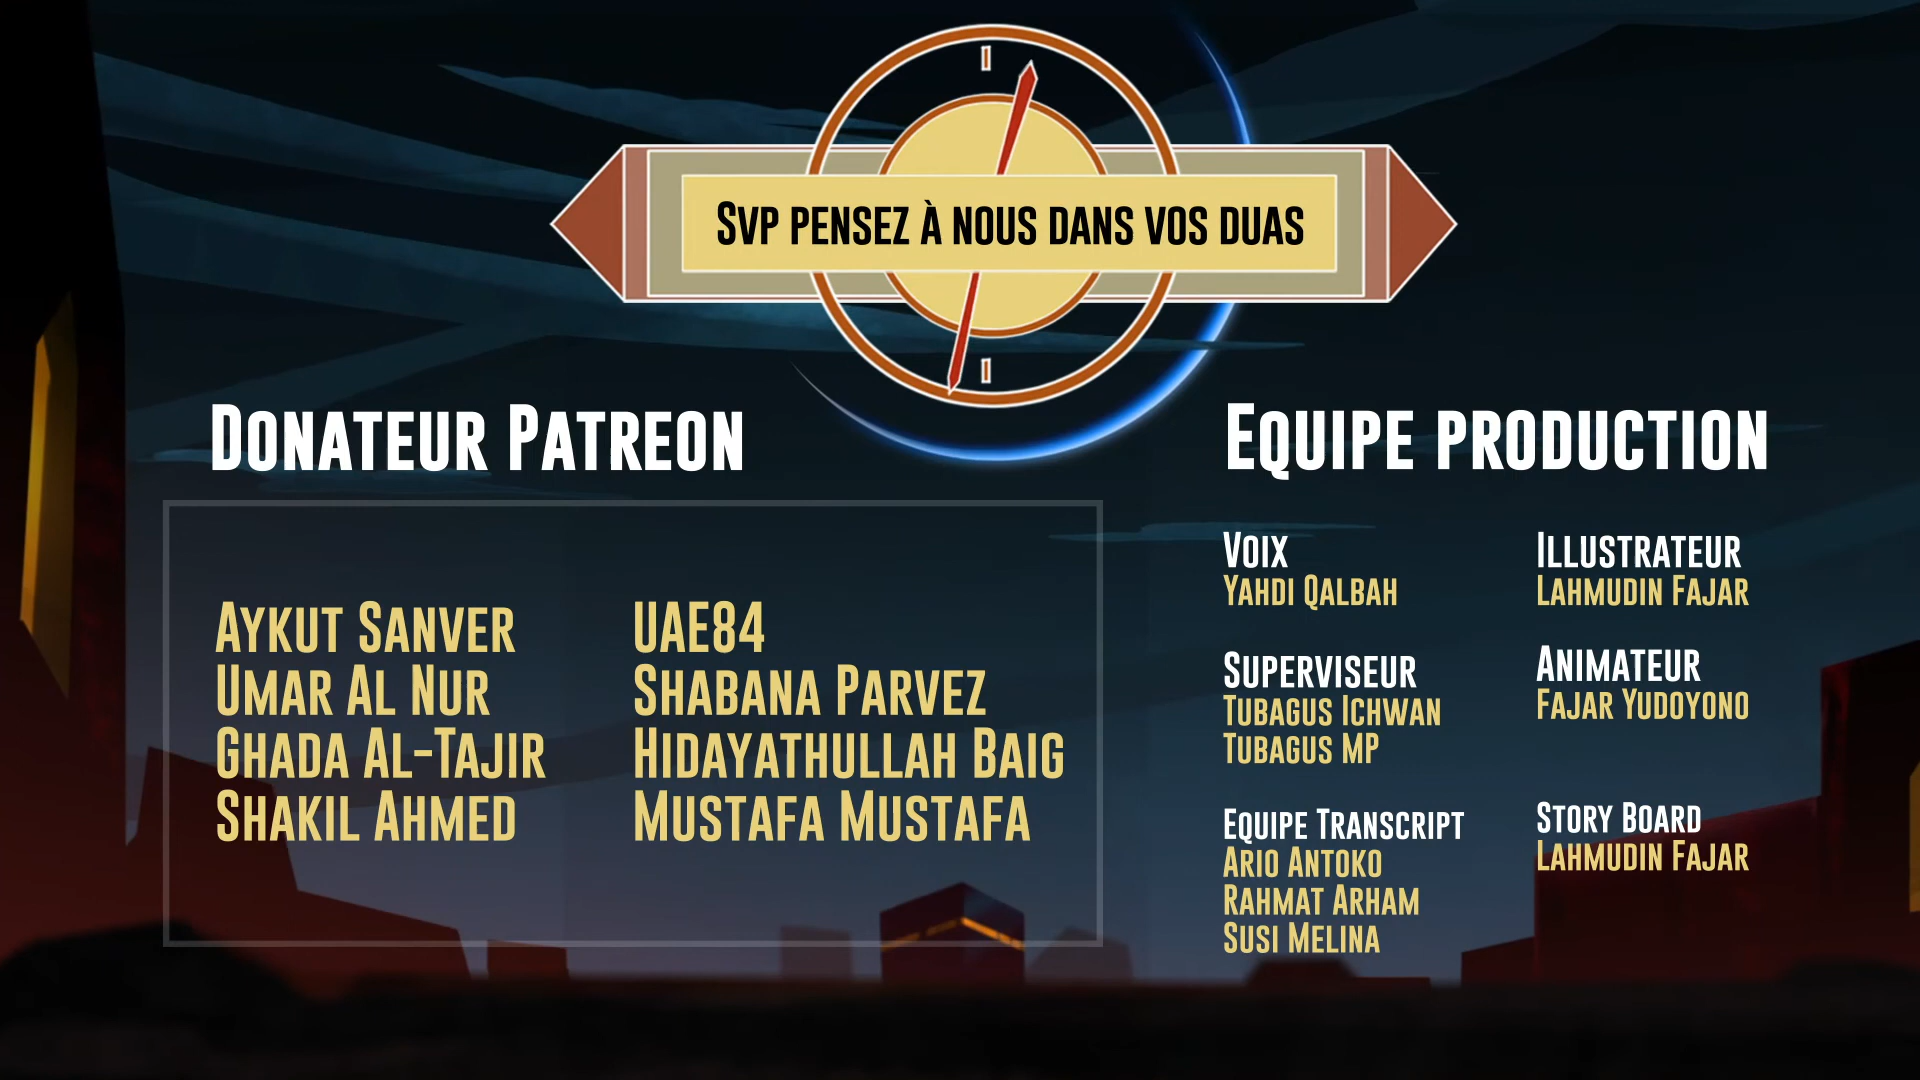 Svp pensez à nous dans vos duas
Donateur Patreon
Aykut Sanver
Umar Al Nur
Ghada Al-Tajir
Shakil Ahmed
UAE84
Shabana Parvez
Hidayathullah Baig
Mustafa Mustafa
Equipe production
Voix
Yahdi Qalbah
Superviseur
Tubagus Ichwan
Tubagus MP
Equipe Transcript
Ario Antoko
Rahmat Arham
Susi Melina
Illustrateur
Lahmudin Fajar
Animateur
Fajar Yudoyono
Story Board
Lahmudin Fajar